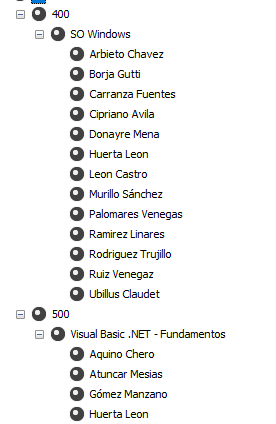 400
SO Windows
Arbieto Chavez
Borja Gutti
Carranza Fuentes
Cipriano Avila
Donayre Mena
Huerta Leon
Leon Castro
Murillo Sánchez
Palomares Venegas
Ramirez Linares
Rodriguez Trujillo
Ruiz Venegaz
Ubillus Claudet
500
Visual Basic .NET - Fundamentos
Aquino Chero
Atuncar Mesias
Gómez Manzano
Huerta Leon